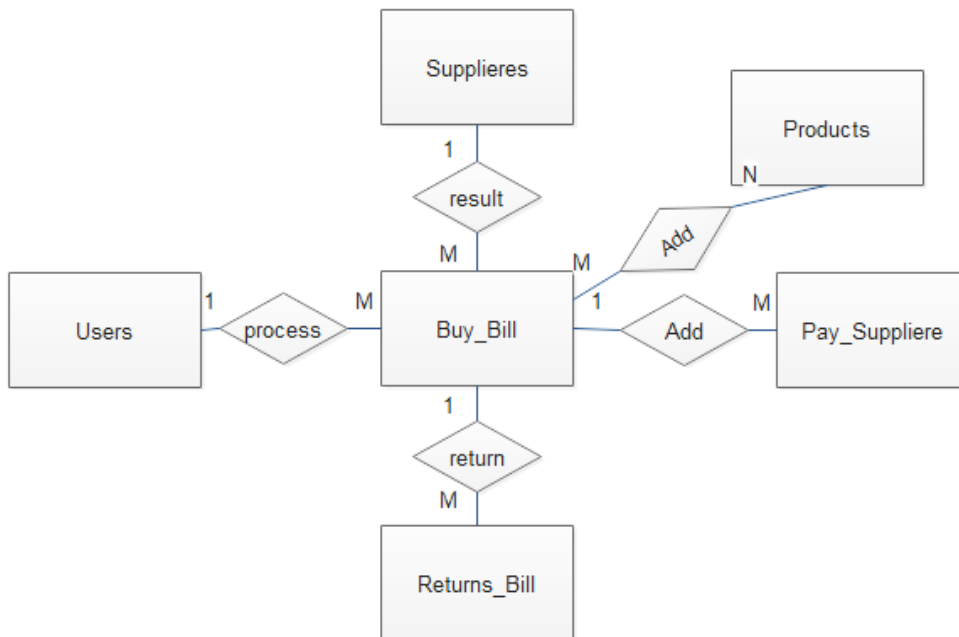 Supplieres
Products
1
N
result
Add
M
M
1
M
1
M
Users
process
Buy_Bill
Add
Pay_Suppliere
1
return
M
Returns_Bill